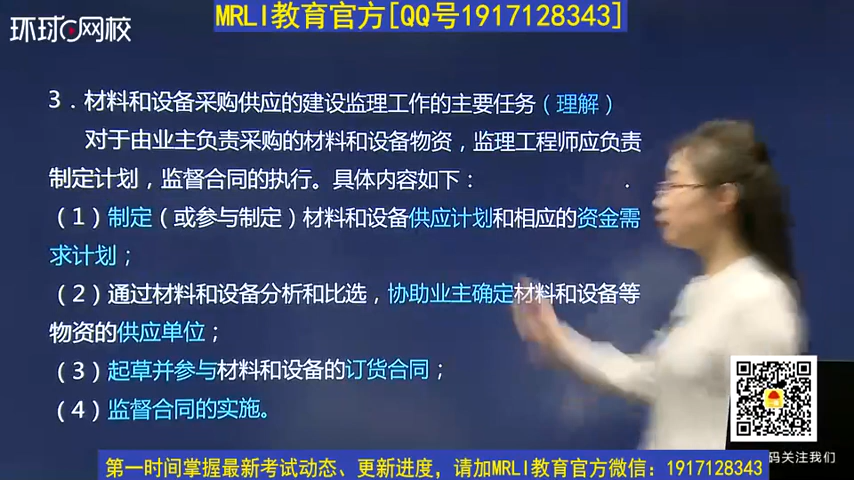 MRLI教育官方[QQ号1917128343]
环球网校
3．材料和设备采购供应的建设监理工作的主要任务（理解）
对于由业主负责采购的材料和设备物资，监理工程师应负责
制定计划，监督合同的执行。具体内容如下：
（1）制定（或参与制定）材料和设备供应计划和相应的资金需
求计划；
（2）通过材料和设备分析和比选，协助业主确定材料和设备等
物资的供应单位；
（3）起草并参与材料和设备的订货合同；
（4）监督合同的实施。
码关注我们
第一时间掌握最新考试动态、更新进度，请加MRLI教育官方微信：1917128343